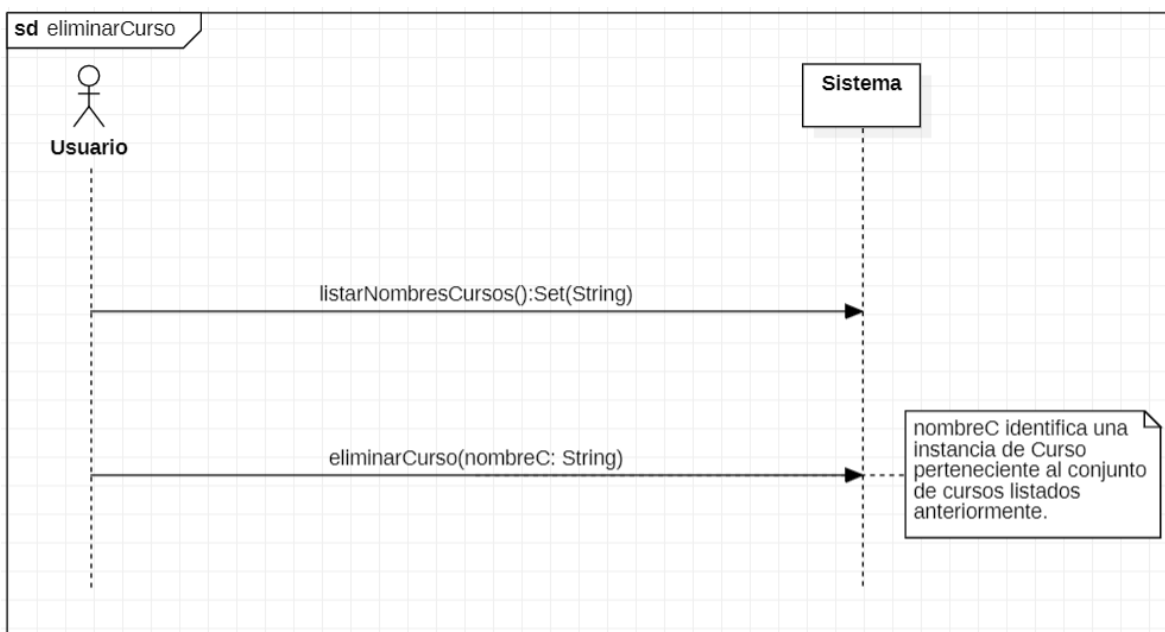 sd eliminarCurso
Usuario
Sistema
listarNombresCursos():Set(String)
eliminarCurso(nombreC: String)
nombreC identifica una
instancia de Curso
perteneciente al conjunto
de cursos listados
anteriormente.